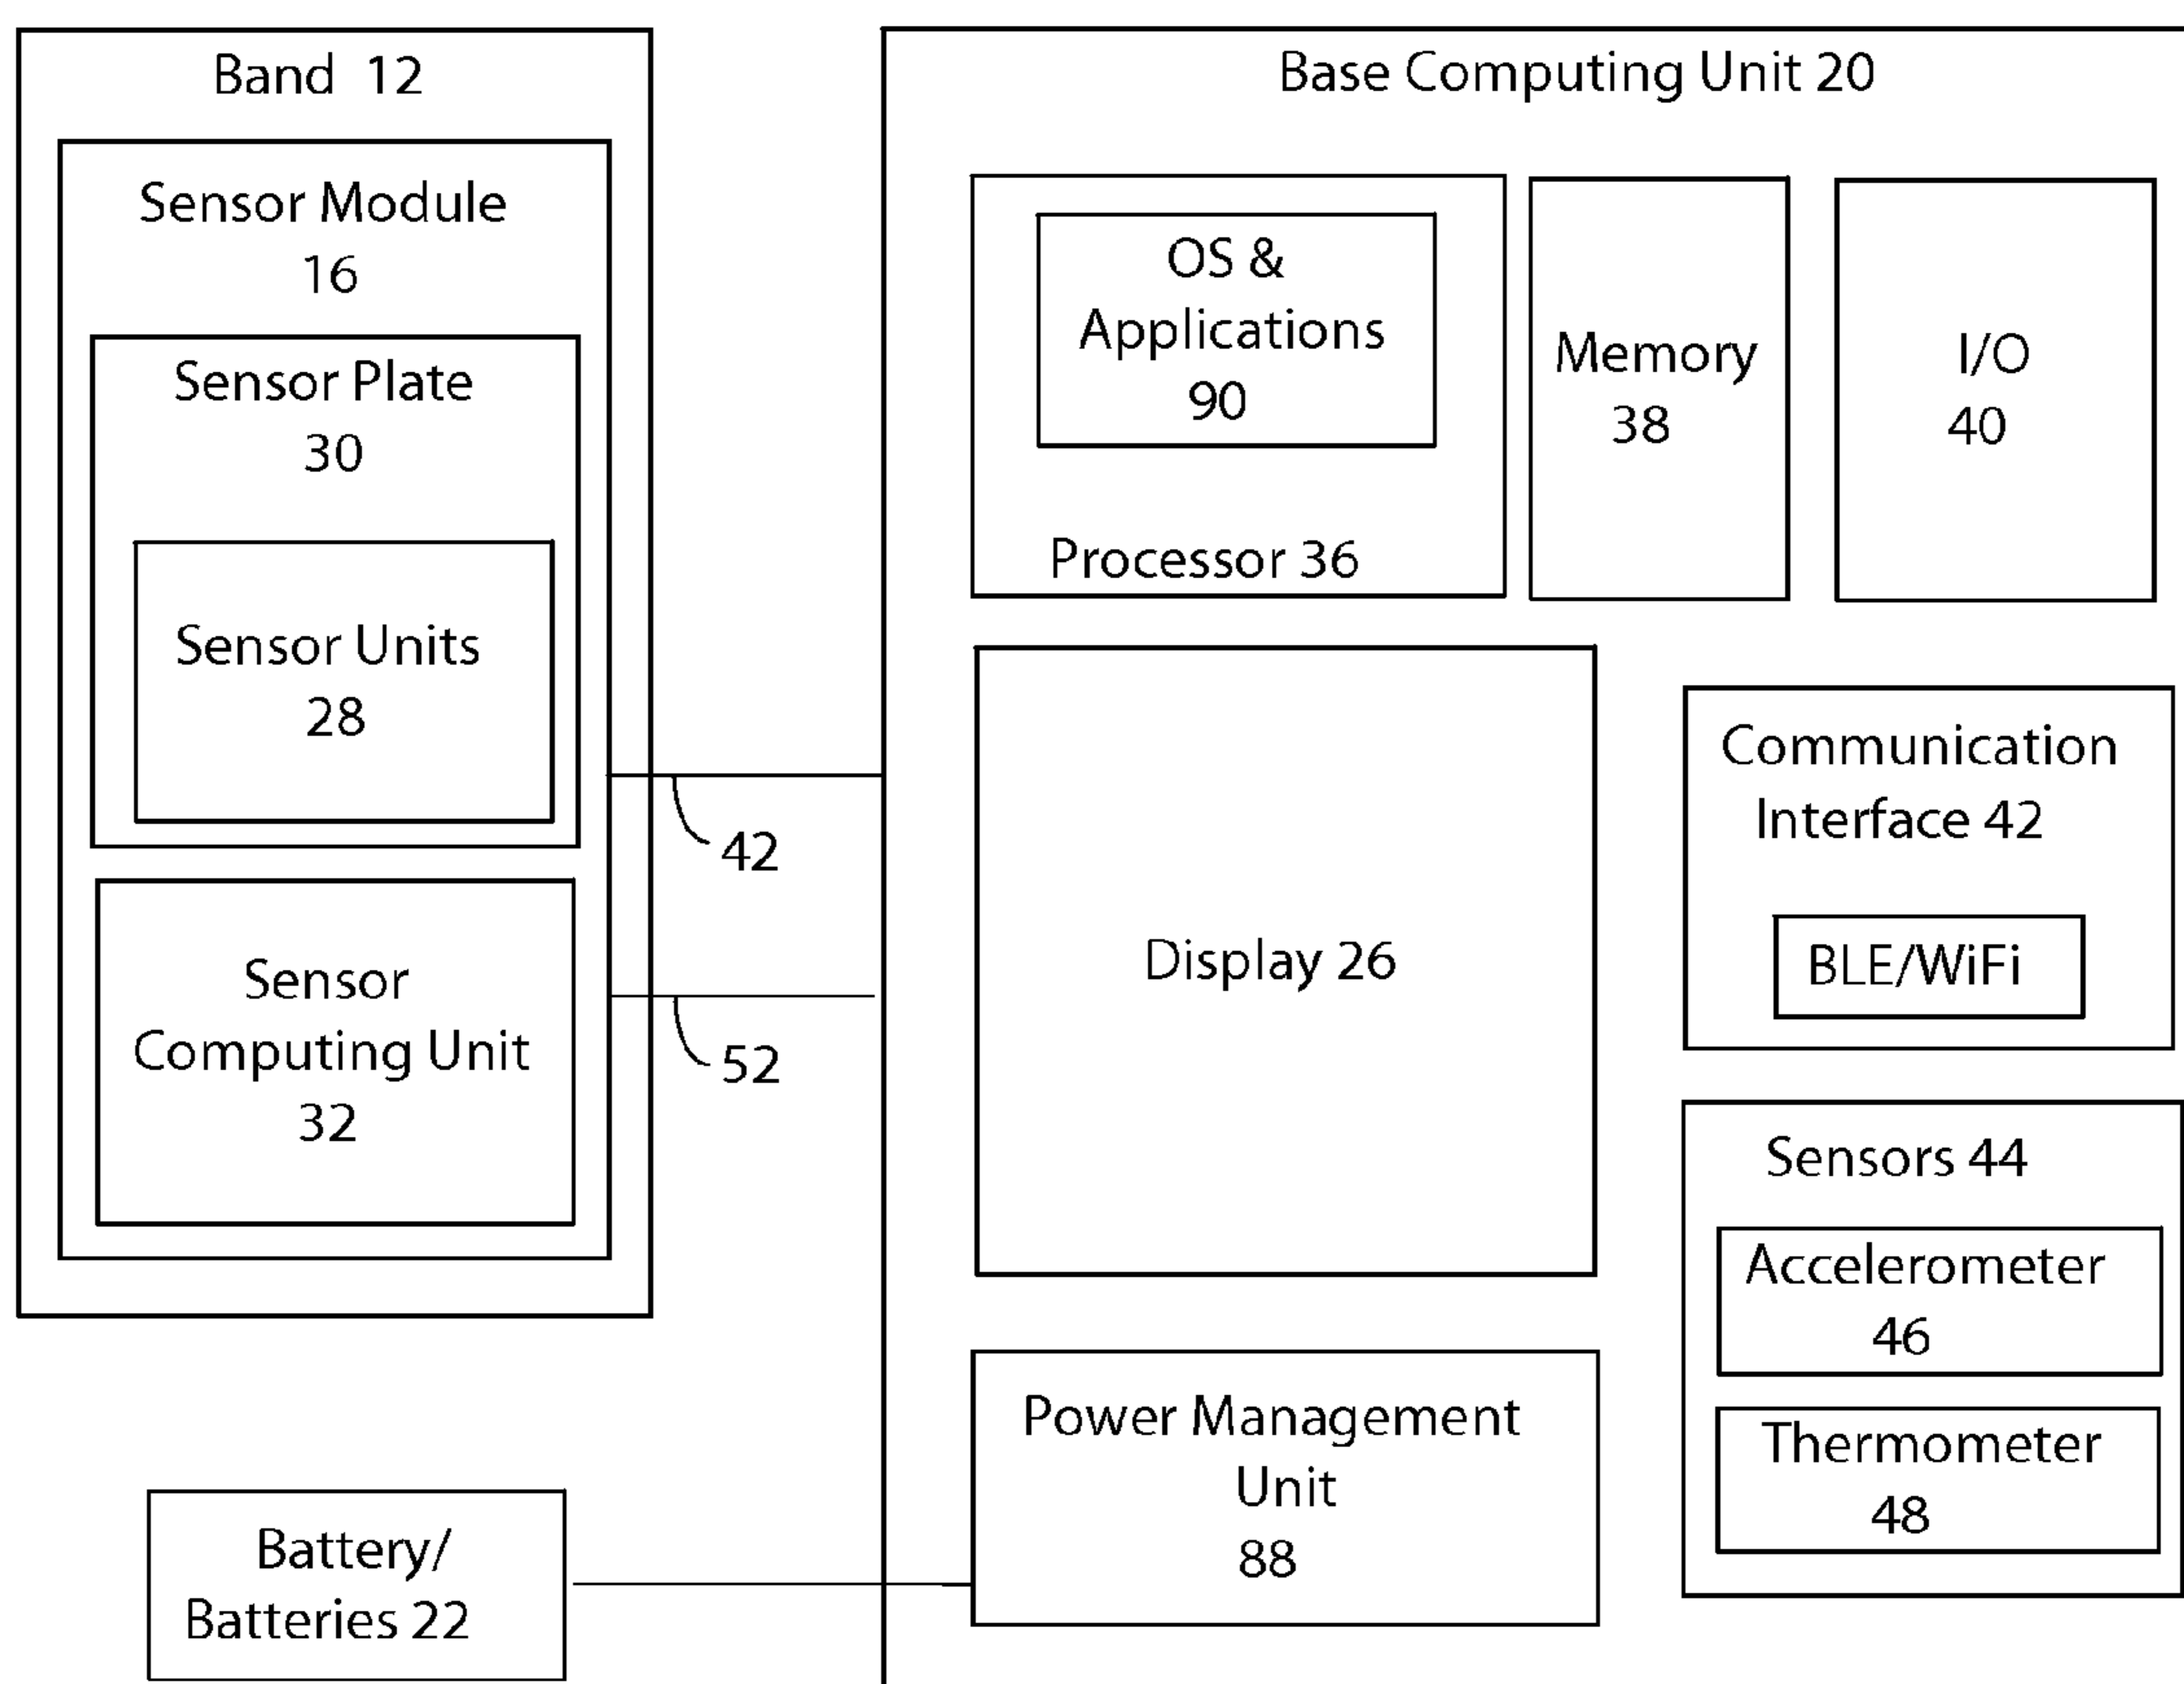 Band 12
Sensor Module
16
Sensor Plate
30
Sensor Units
28
Sensor
Computing Unit
32
42
52
Battery/
Batteries 22
Base Computing Unit 20
OS &
Applications
90
Processor 36
Memory
38
I/O
40
Display 26
Communication
Interface 42
BLE/WiFi
Sensors 44
Accelerometer
46
Thermometer
48
Power Management
Unit
88